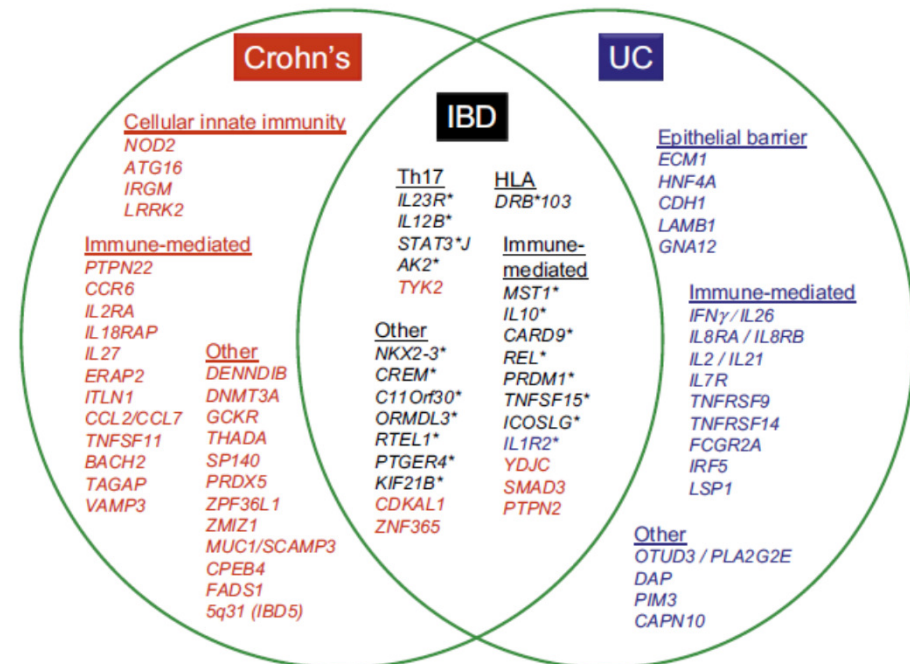 Crohn's
UC
IBD
Cellular innate immunity
NOD2
ATG16
IRGM
LRRK2
Immune-mediated
PTPN22
CCR6
IL2RA
IL18RAP
IL27
ERAP2
ITLN1
CCL2/CCL7
TNFSF11
BACH2
TAGAP
VAMP3
Other
DENNDIB
DNMT3A
GCKR
THADA
SP140
PRDX5
ZPF36L1
ZMIZ1
MUC1/SCAMP3
CPEB4
FADS1
5q31 (IBD5)
Th17
IL23R*
IL12B*
STAT3*J
AK2*
TYK2
Other
NKX2-3*
CREM*
C11Orf30*
ORMDL3*
RTEL1*
PTGER4*
KIF21B*
CDKAL1
ZNF365
HLA
DRB*103
Immune-
mediated
MST1*
IL10*
CARD9*
REL*
PRDM1*
TNFSF15*
ICOSLG*
IL1R2*
YDJC
SMAD3
PTPN2
Epithelial barrier
ECM1
HNF4A
CDH1
LAMB1
GNA12
Immune-mediated
IFNγ / IL26
IL8RA / IL8RB
IL2 / IL21
IL7R
TNFRSF9
TNFRSF14
FCGR2A
IRF5
LSP1
Other
OTUD3 / PLA2G2E
DAP
PIM3
CAPN10